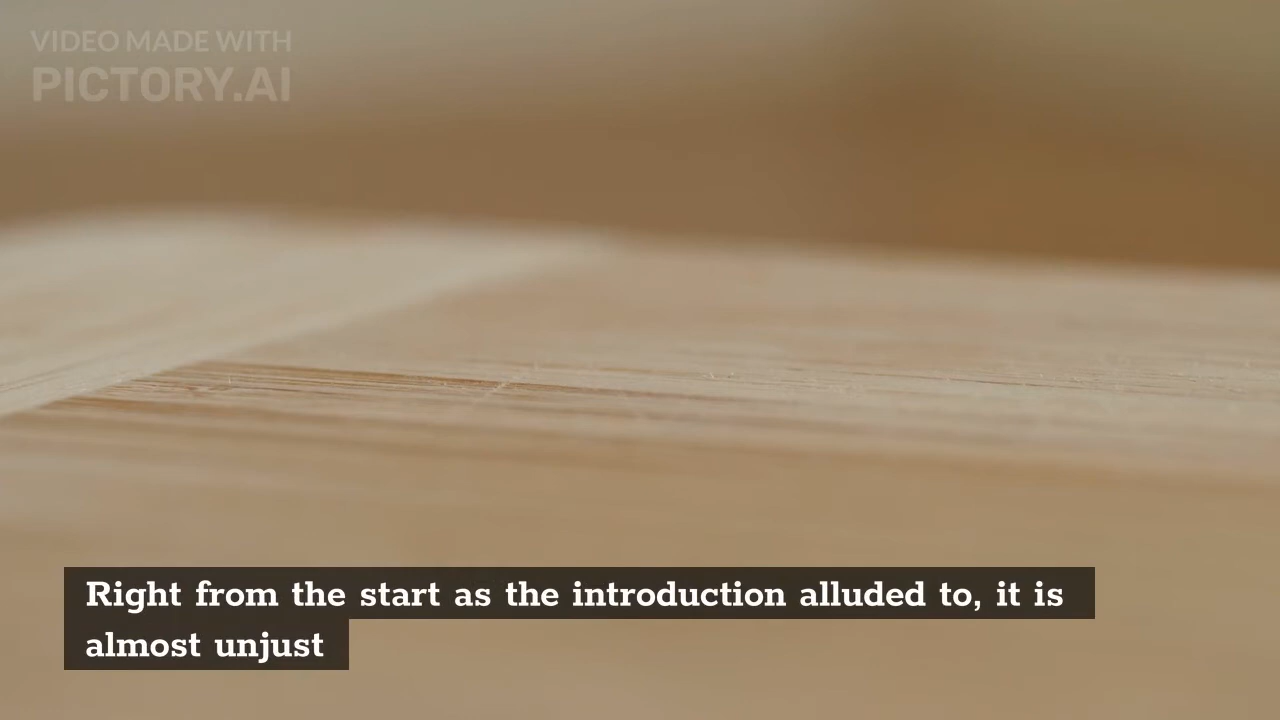 VIDEO MADE WITH
PICTORY.AI
Right from the start as the introduction alluded to, it is
almost unjust